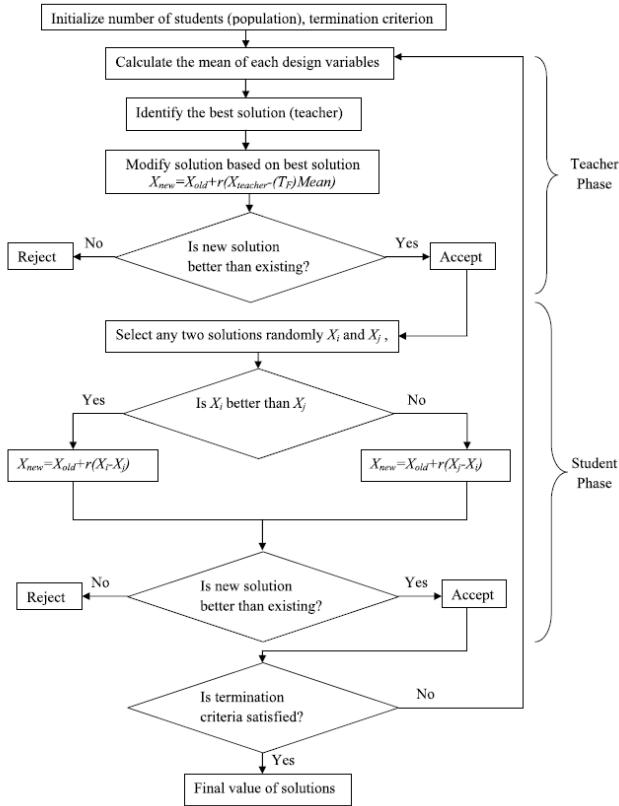 Initialize number of students (population), termination criterion
Calculate the mean of each design variables
Identify the best solution (teacher)
Modify solution based on best solution
Xnew=Xold+r(Xteacher-(TF)Mean)
Teacher
Phase
Is new solution
better than existing?
No
Yes
Reject
Accept
Select any two solutions randomly Xi and Xj ,
Is Xi better than Xj
Yes
No
Xnew=Xold+r(Xi-Xj)
Xnew=Xold+r(Xj-Xi)
Student
Phase
Is new solution
better than existing?
No
Yes
Reject
Accept
Is termination
criteria satisfied?
No
Yes
Final value of solutions